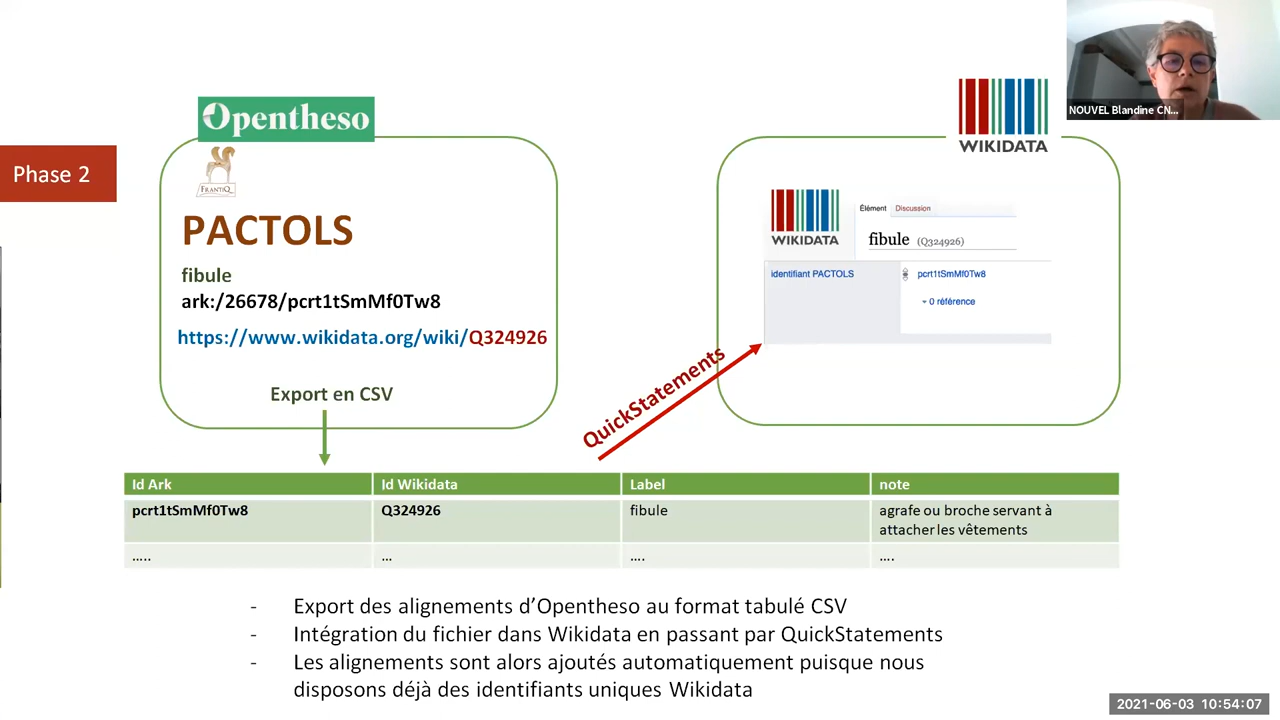 Opentheso
WIKIDATA
NOUVEL Blandine CN...
Phase 2
FRANTIQ
PACTOLS
fibule
ark:/26678/pcrt1tSmMf0Tw8
https://www.wikidata.org/wiki/Q324926
Export en CSV
WIKIDATA
Élément Discussion
fibule (Q324926)
identifiant PACTOLS pcrt1tSmMf0Tw8
0 référence
QuickStatements
Id Ark Id Wikidata Label note
pcrt1tSmMf0Tw8 Q324926 fibule agrafe ou broche servant à
attacher les vêtements
..... ... .... ....
- Export des alignements d’Opentheso au format tabulé CSV
- Intégration du fichier dans Wikidata en passant par QuickStatements
- Les alignements sont alors ajoutés automatiquement puisque nous
disposons déjà des identifiants uniques Wikidata
2021-06-03 10:54:07